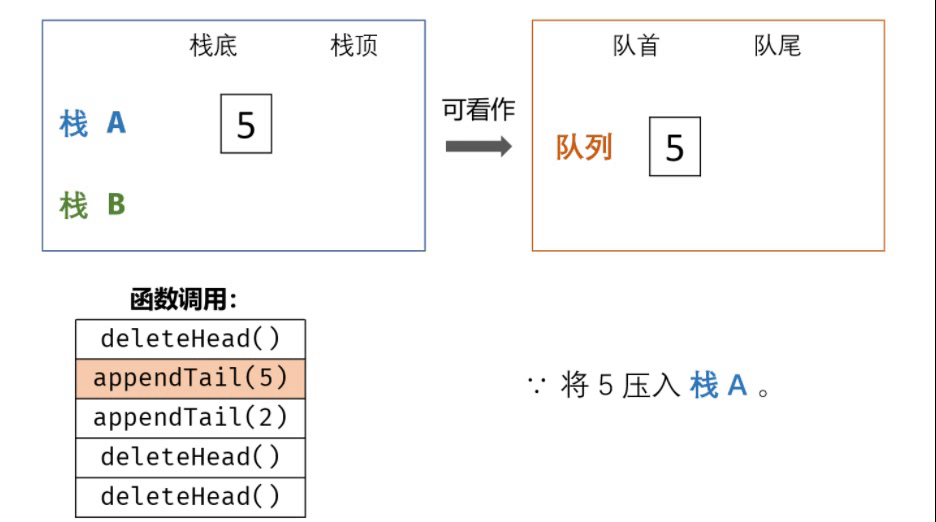 栈底 栈顶
栈 A 5
栈 B
可看作
队首 队尾
队列 5
函数调用：
deleteHead()
appendTail(5)
appendTail(2)
deleteHead()
deleteHead()
∵ 将 5 压入 栈 A 。